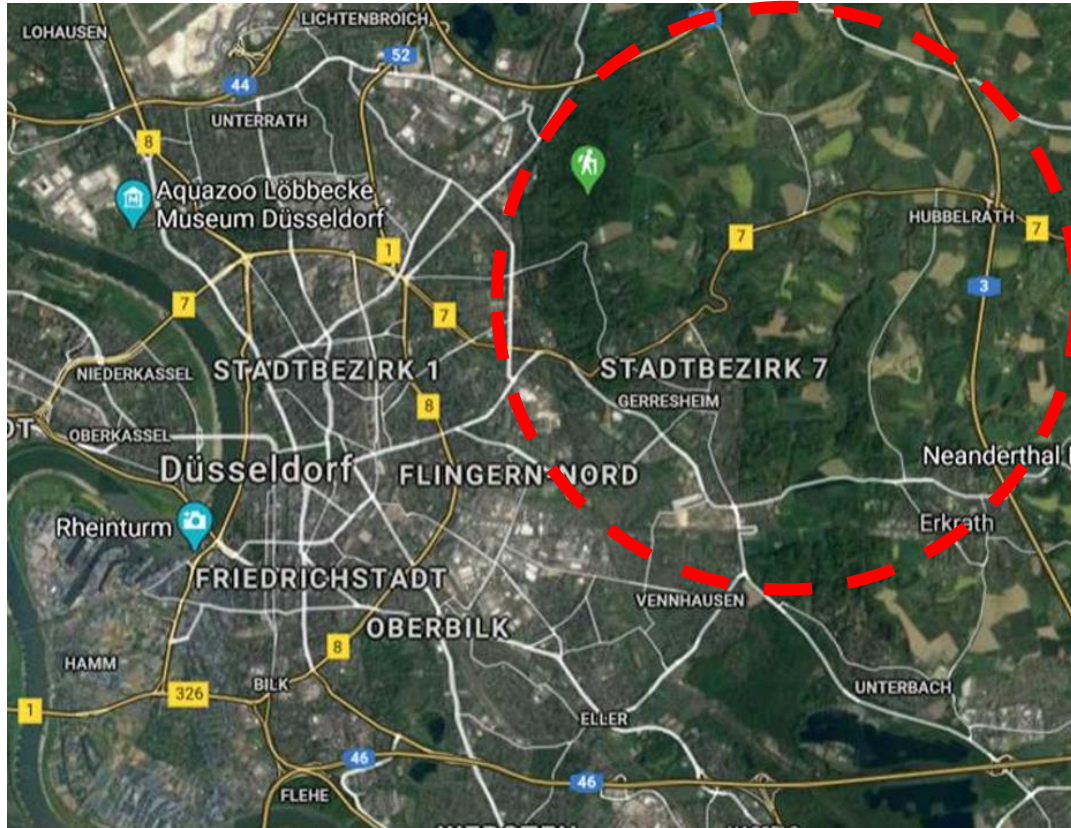 LOHAUSEN
LICHTENBROICH
52
44
UNTERRATH
8
Aquazoo Löbbecke
Museum Düsseldorf
HUBBELRATH
7
7
1
3
7
7
STADTBEZIRK 1
STADTBEZIRK 7
NIEDERKASSEL
GERRESHEIM
8
OBERKASSEL
Neanderthal
Düsseldorf
FLINGERN-NORD
Rheinturm
Erkrath
FRIEDRICHSTADT
VENNHAUSEN
OBERBILK
8
HAMM
BILK
326
UNTERBACH
1
ELLER
46
46
FLEHE